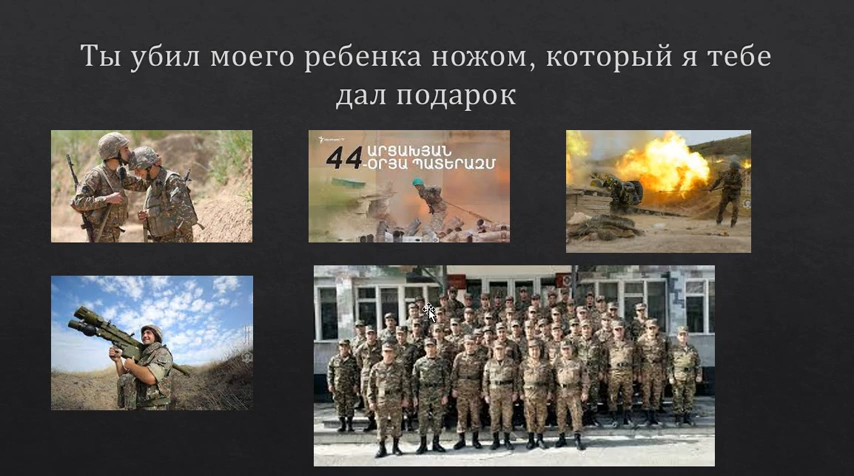 Ты убил моего ребенка ножом, который я тебе
дал подарок
44 ԱՐՑԱԽՅԱՆ
-ՕՐՅԱ ՊԱՏԵՐԱԶՄ